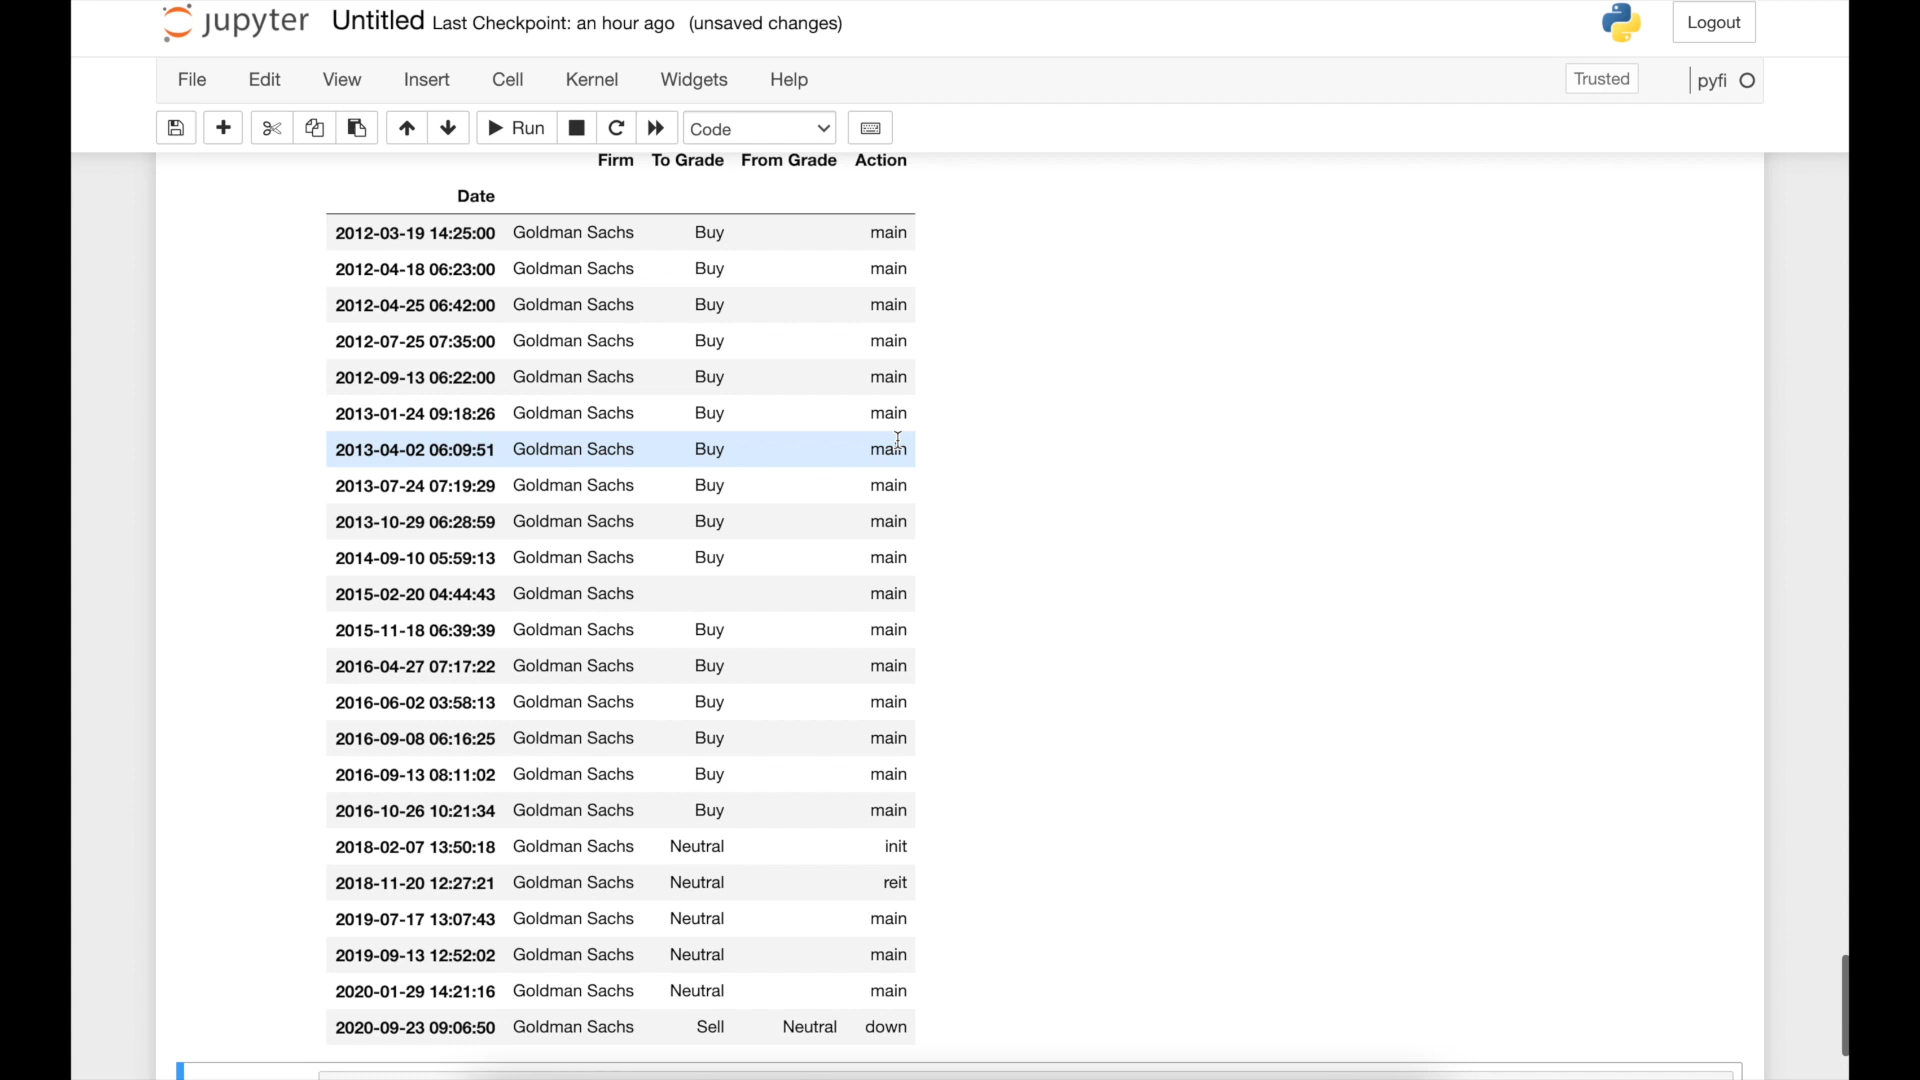 jupyter Untitled Last Checkpoint: an hour ago (unsaved changes) Logout
File Edit View Insert Cell Kernel Widgets Help Trusted pyfi
Run Code
Firm To Grade From Grade Action
Date
2012-03-19 14:25:00 Goldman Sachs Buy main
2012-04-18 06:23:00 Goldman Sachs Buy main
2012-04-25 06:42:00 Goldman Sachs Buy main
2012-07-25 07:35:00 Goldman Sachs Buy main
2012-09-13 06:22:00 Goldman Sachs Buy main
2013-01-24 09:18:26 Goldman Sachs Buy main
2013-04-02 06:09:51 Goldman Sachs Buy main
2013-07-24 07:19:29 Goldman Sachs Buy main
2013-10-29 06:28:59 Goldman Sachs Buy main
2014-09-10 05:59:13 Goldman Sachs Buy main
2015-02-20 04:44:43 Goldman Sachs main
2015-11-18 06:39:39 Goldman Sachs Buy main
2016-04-27 07:17:22 Goldman Sachs Buy main
2016-06-02 03:58:13 Goldman Sachs Buy main
2016-09-08 06:16:25 Goldman Sachs Buy main
2016-09-13 08:11:02 Goldman Sachs Buy main
2016-10-26 10:21:34 Goldman Sachs Buy main
2018-02-07 13:50:18 Goldman Sachs Neutral init
2018-11-20 12:27:21 Goldman Sachs Neutral reit
2019-07-17 13:07:43 Goldman Sachs Neutral main
2019-09-13 12:52:02 Goldman Sachs Neutral main
2020-01-29 14:21:16 Goldman Sachs Neutral main
2020-09-23 09:06:50 Goldman Sachs Sell Neutral down